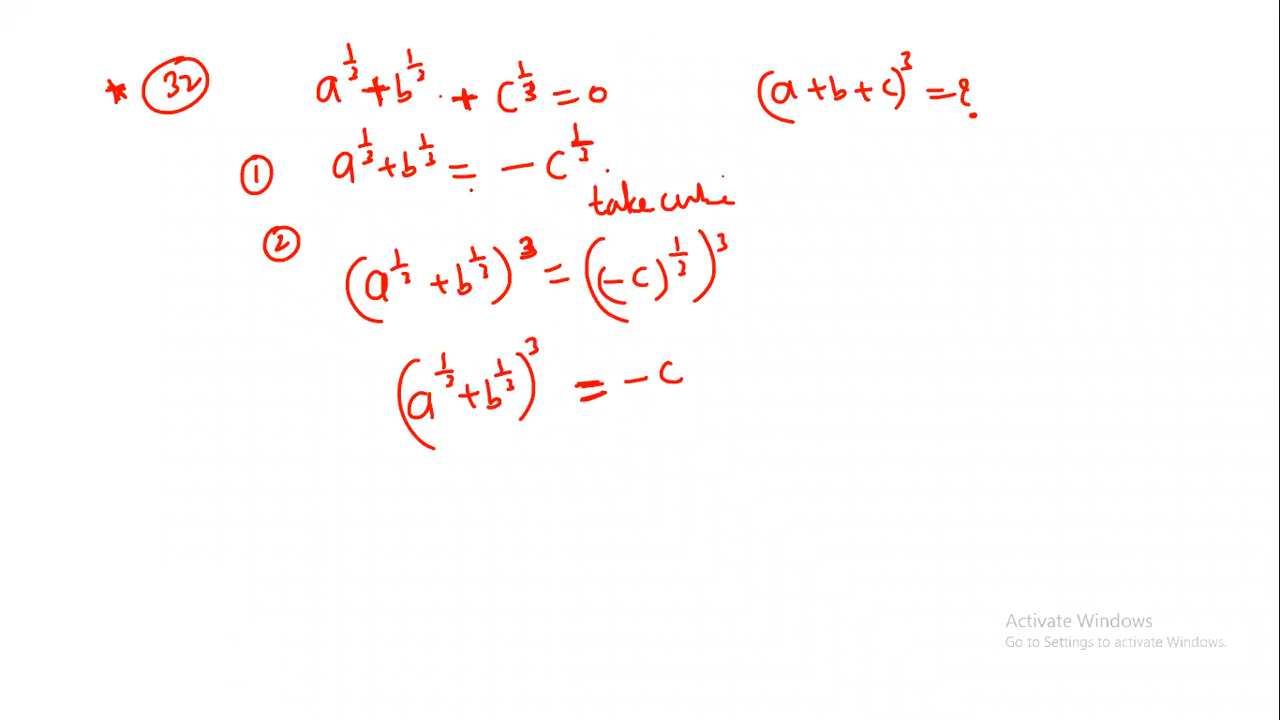 * 32 a^{1/3} + b^{1/3} + c^{1/3} = 0 (a + b + c)^3 = ?
① a^{1/3} + b^{1/3} = - c^{1/3}
take cube
② (a^{1/3} + b^{1/3})^3 = ((-c)^{1/3})^3
(a^{1/3} + b^{1/3})^3 = - c
Activate Windows
Go to Settings to activate Windows.